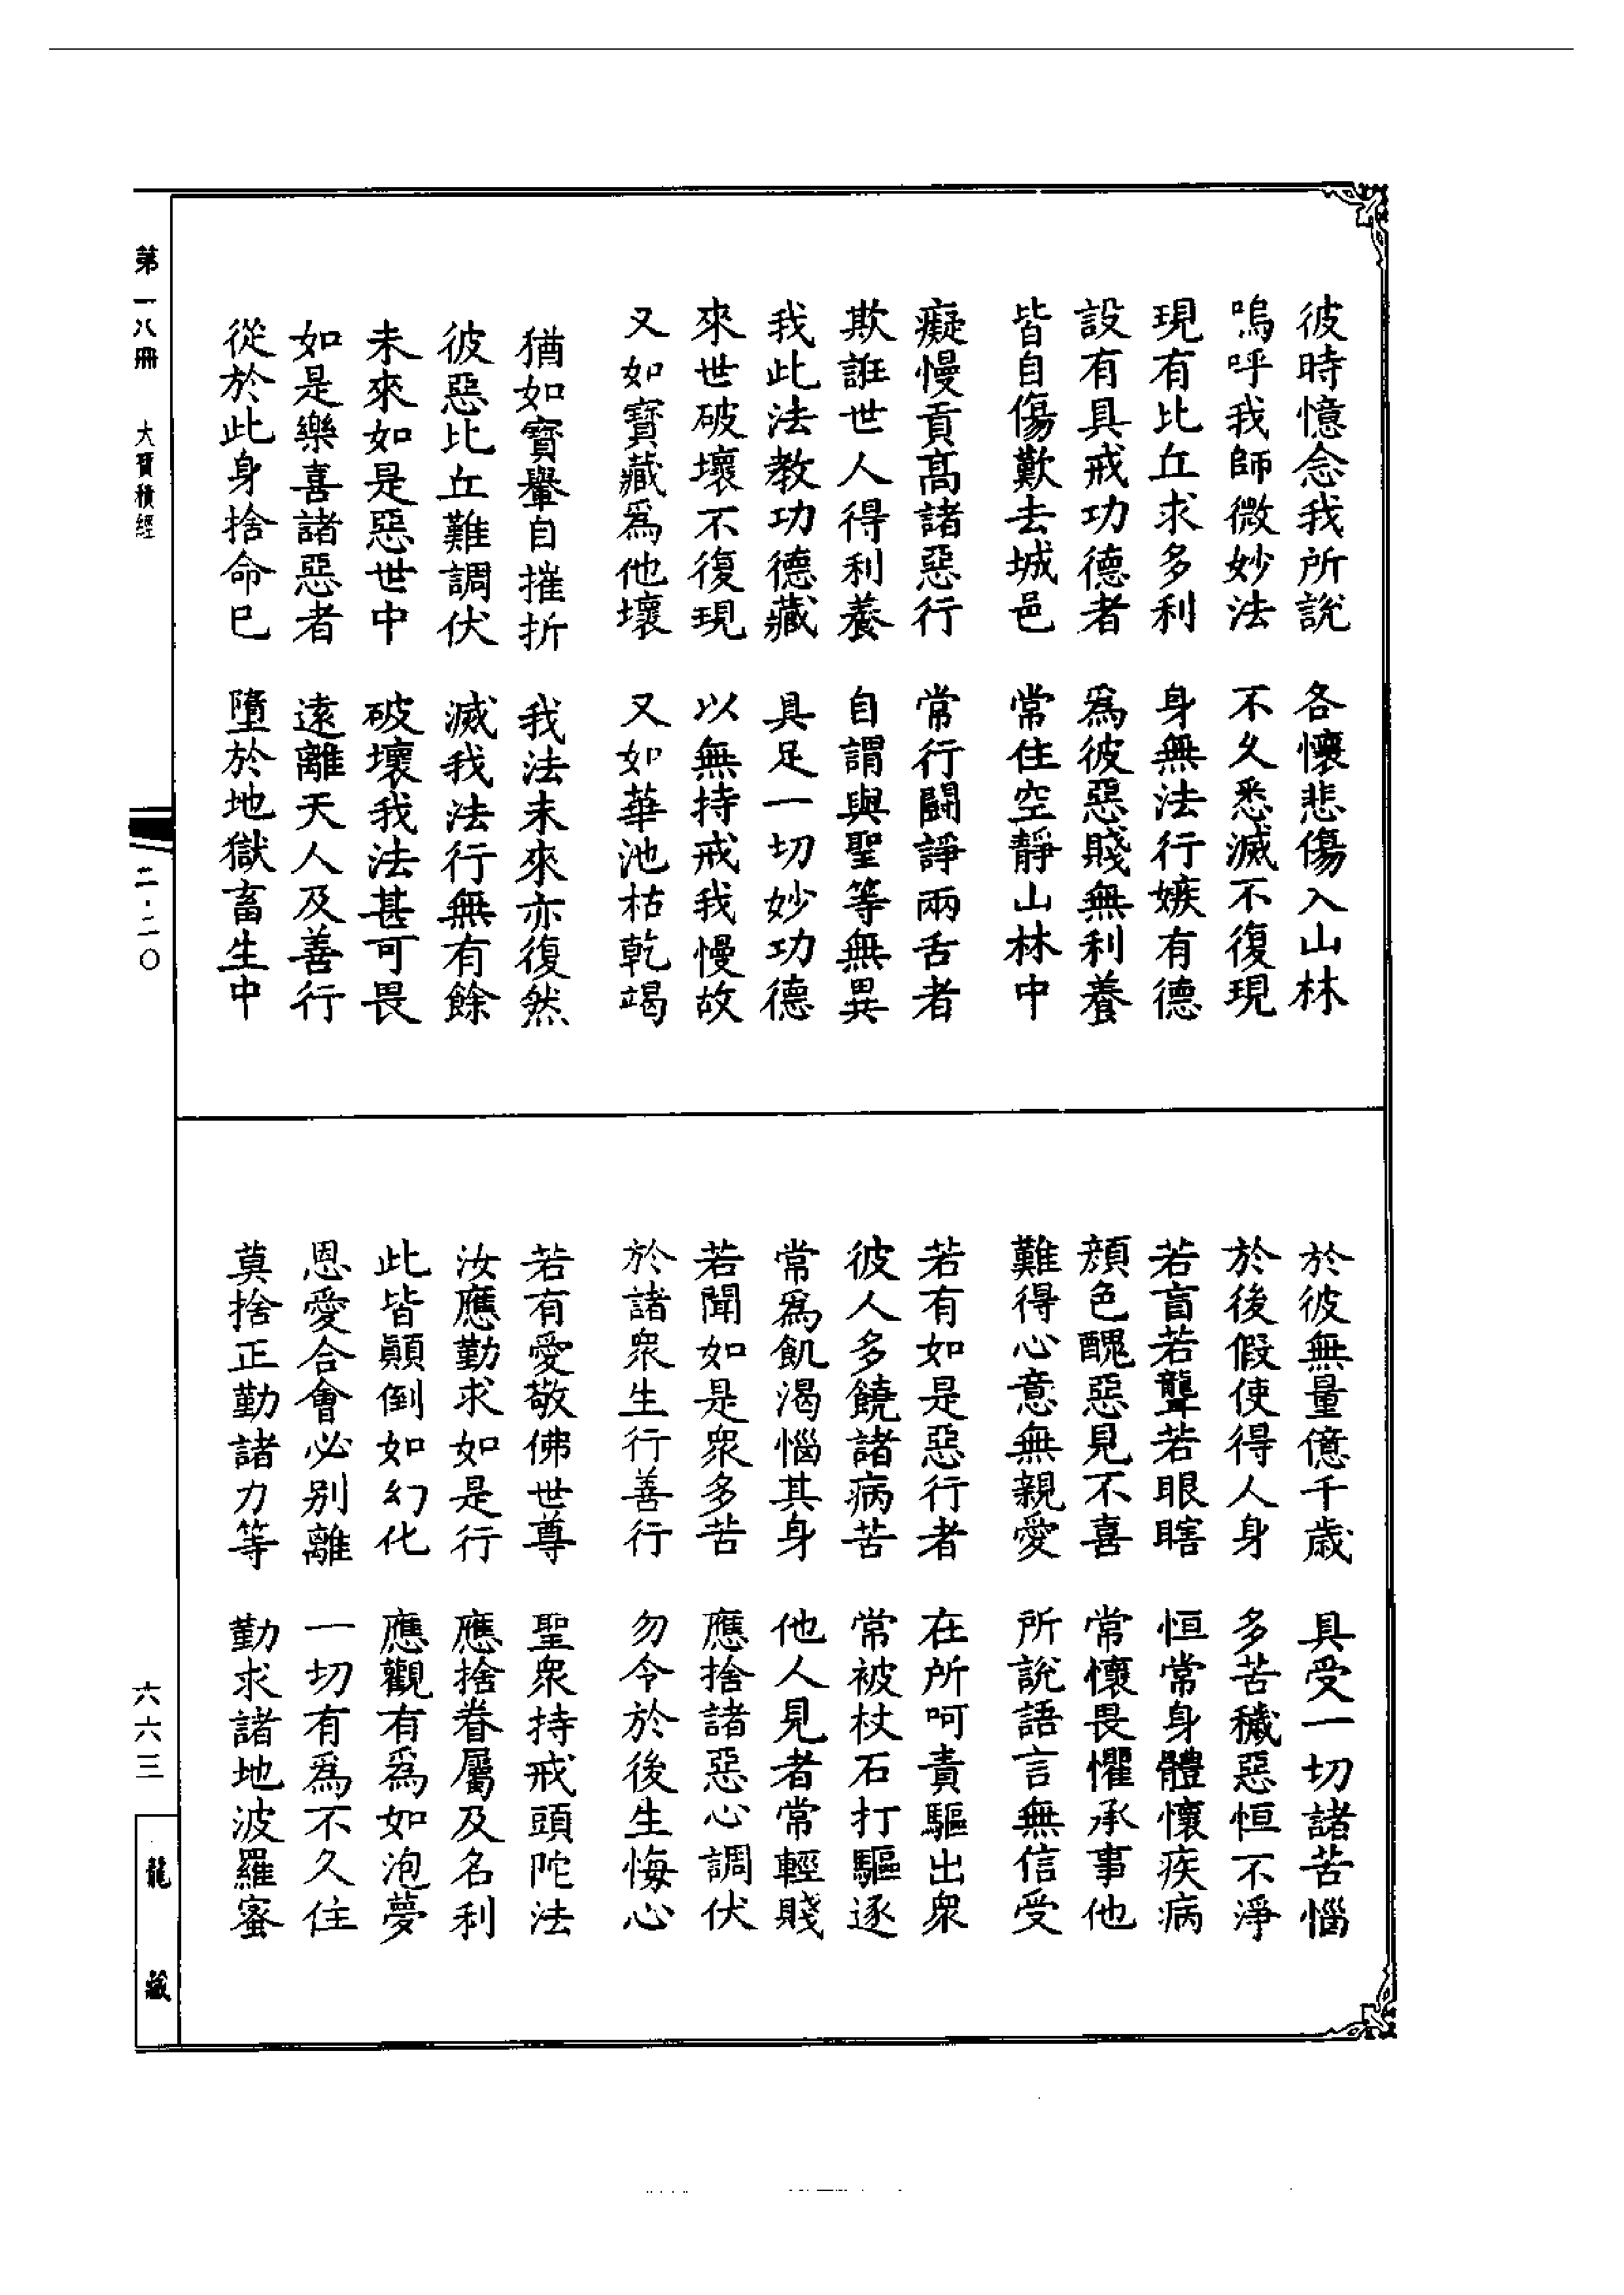 彼時憶念我所說　各懷悲傷入山林
嗚呼我師微妙法　不久悉滅不復現
現有比丘求多利　身無法行嫉有德
設有具戒功德者　爲彼惡賤無利養
皆自傷歎去城邑　常住空靜山林中
癡慢貢高諸惡行　常行鬪諍兩舌者
欺誑世人得利養　自謂與聖等無異
我此法教功德藏　具足一切妙功德
來世破壞不復現　以無持戒我慢故
又如寶藏爲他壞　又如華池枯乾竭
猶如寶轝自摧折　我法未來亦復然
彼惡比丘難調伏　滅我法行無有餘
未來如是惡世中　破壞我法甚可畏
如是樂喜諸惡者　遠離天人及善行
從於此身捨命已　墮於地獄畜生中
於彼無量億千歲　具受一切諸苦惱
於後假使得人身　多苦穢惡恒不淨
若盲若聾若眼瞎　恒常身體懷疾病
顏色醜惡見不喜　常懷畏懼承事他
難得心意無親愛　所說語言無信受
若有如是惡行者　在所呵責驅出衆
彼人多饒諸病苦　常被杖石打驅逐
常爲飢渴惱其身　他人見者常輕賤
若聞如是衆多苦　應捨諸惡心調伏
於諸衆生行善行　勿令於後生悔心
若有愛敬佛世尊　聖衆持戒頭陀法
汝應勤求如是行　應捨眷屬及名利
此皆顚倒如幻化　應觀有爲如泡夢
恩愛合會必別離　一切有爲不久住
莫捨正勤諸力等　勤求諸地波羅蜜
第一八冊　大寶積經
二·二〇
六六三
龍藏